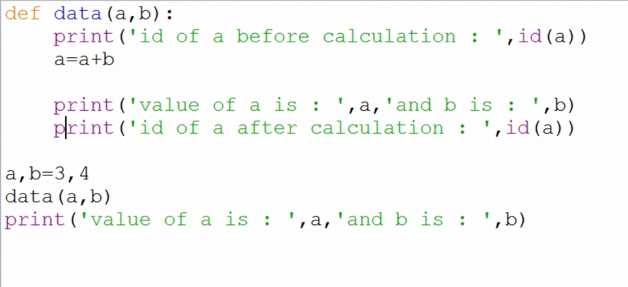 def data(a,b):
    print('id of a before calculation : ',id(a))
    a=a+b
    print('value of a is : ',a,'and b is : ',b)
    print('id of a after calculation : ',id(a))
a,b=3,4
data(a,b)
print('value of a is : ',a,'and b is : ',b)